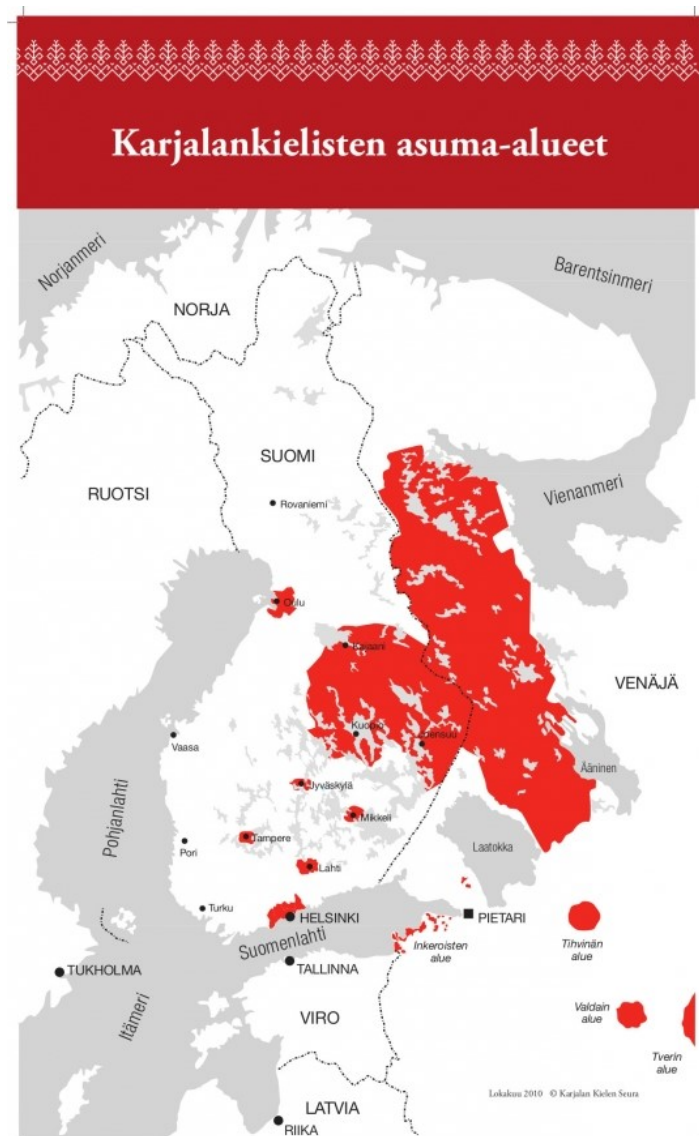 Karjalankielisten asuma-alueet
Norjanmeri
Barentsinmeri
NORJA
SUOMI
RUOTSI
Rovaniemi
Vienanmeri
Oulu
Kajaani
VENÄJÄ
Kuopio
Joensuu
Vaasa
Ääninen
Jyväskylä
Pohjanlahti
Mikkeli
Tampere
Pori
Laatokka
Lahti
Turku
HELSINKI
PIETARI
Suomenlahti
Inkeroisten
alue
Tihvinän
alue
TUKHOLMA
TALLINNA
Itämeri
VIRO
Valdain
alue
Tverin
alue
Lokakuu 2010 © Karjalan Kielen Seura
LATVIA
RIIKA